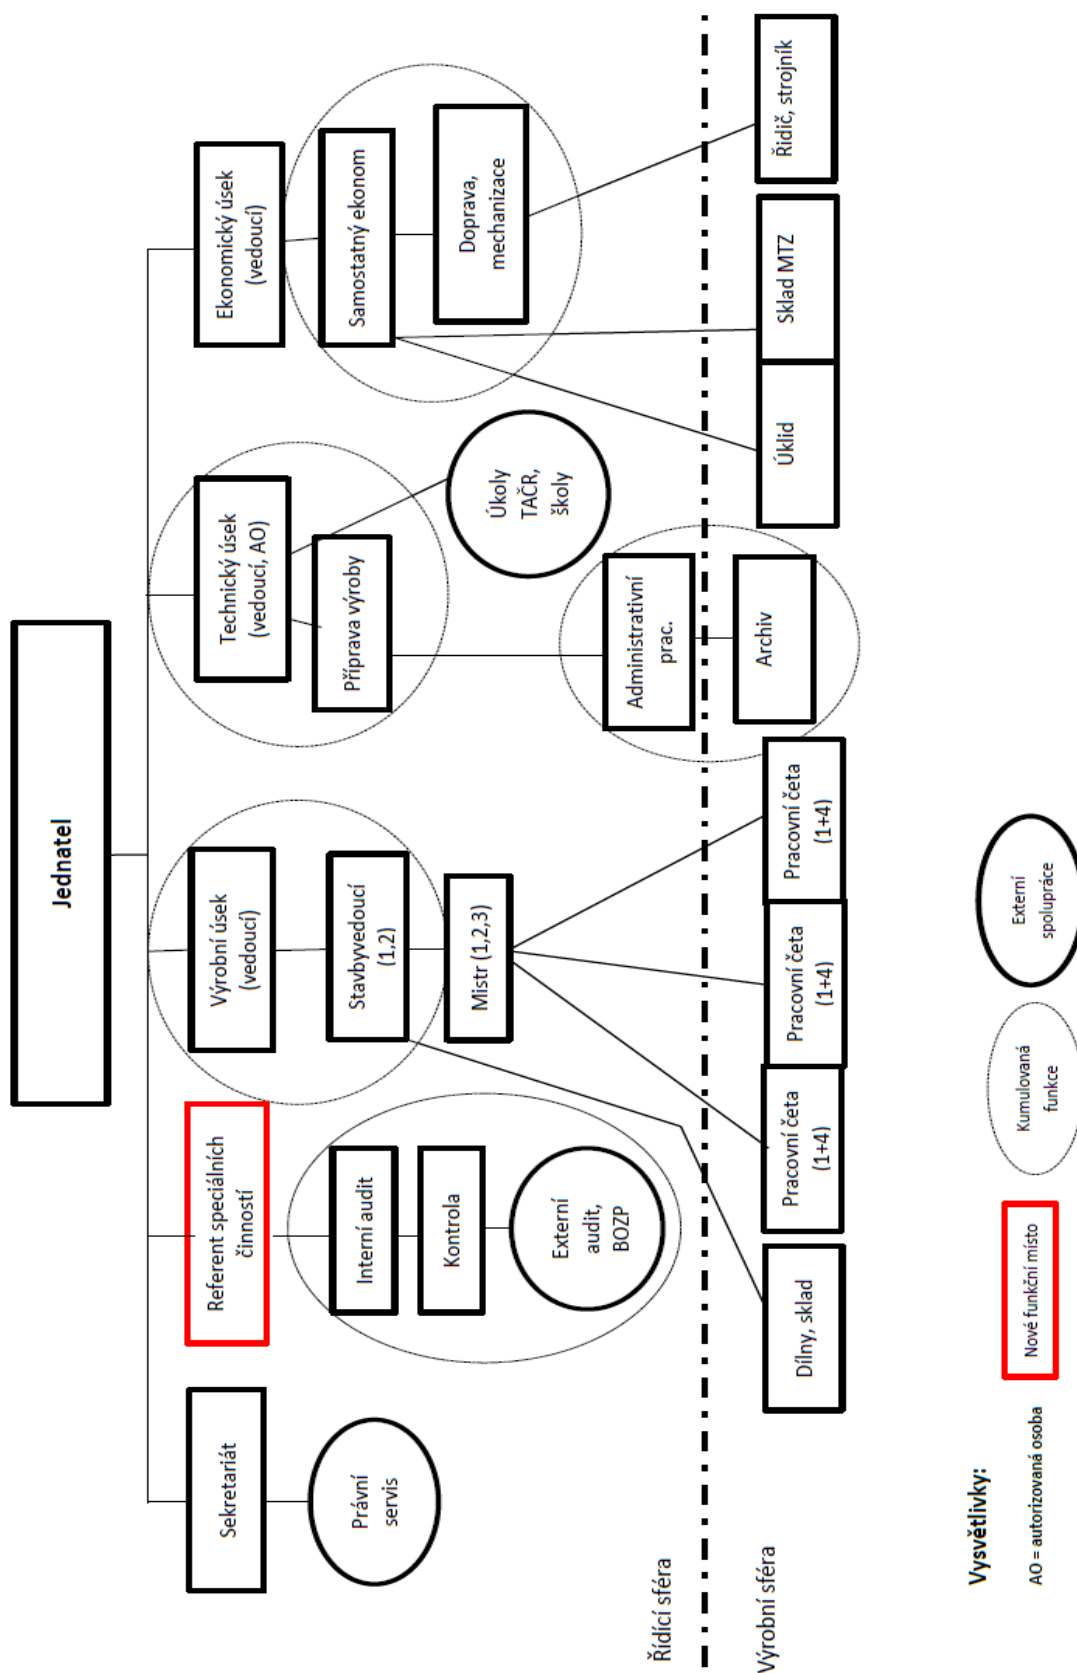 Jednatel
Sekretariát
Referent speciálních
činností
Výrobní úsek
(vedoucí)
Technický úsek
(vedoucí, AO)
Ekonomický úsek
(vedoucí)
Právní
servis
Interní audit
Kontrola
Externí
audit,
BOZP
Stavbyvedoucí
(1,2)
Mistr (1,2,3)
Příprava výroby
Úkoly
TAČR,
školy
Samostatný ekonom
Doprava,
mechanizace
Administrativní
prac.
Řídící sféra
Výrobní sféra
Dílny, sklad
Pracovní četa
(1+4)
Pracovní četa
(1+4)
Pracovní četa
(1+4)
Archiv
Úklid
Sklad MTZ
Řidič, strojník
Vysvětlivky:
AO = autorizovaná osoba
Nové funkční místo
Kumulovaná
funkce
Externí
spolupráce